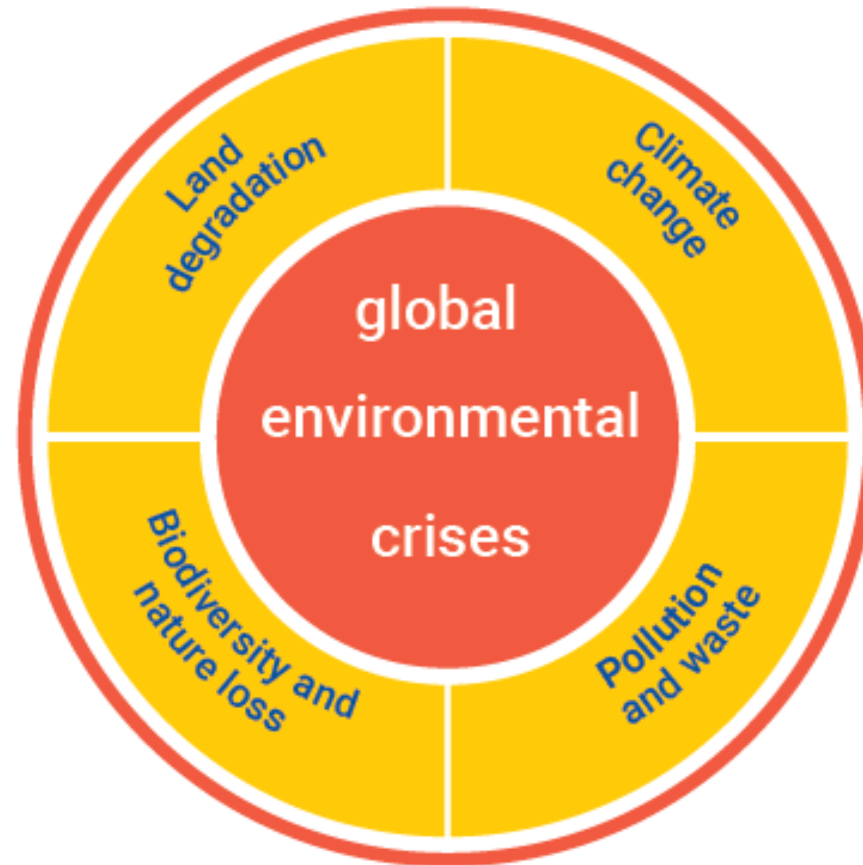 Land
degradation
Climate
change
global
environmental
crises
Biodiversity and
nature loss
Pollution
and waste